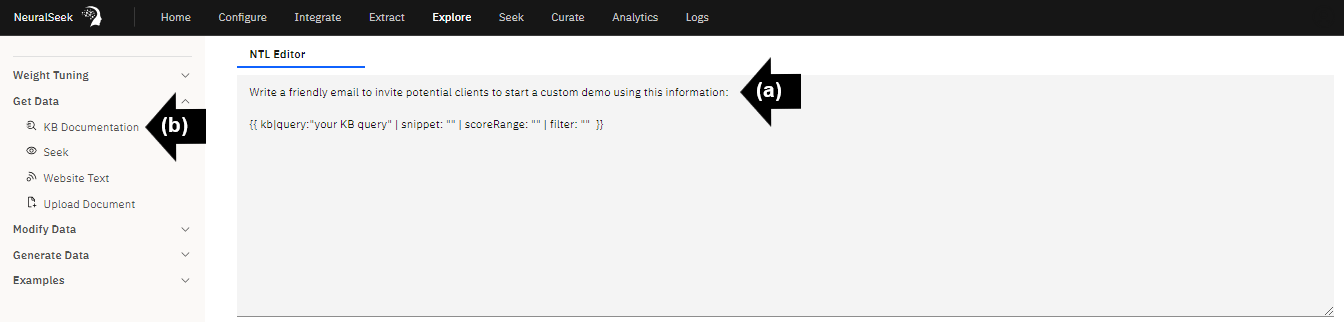 NeuralSeek Home Configure Integrate Extract Explore Seek Curate Analytics Logs
NTL Editor
Weight Tuning
Get Data
KB Documentation
Seek
Website Text
Upload Document
Modify Data
Generate Data
Examples
Write a friendly email to invite potential clients to start a custom demo using this information:
{{ kb|query:"your KB query" | snippet: "" | scoreRange: "" | filter: ""  }}
(a)
(b)